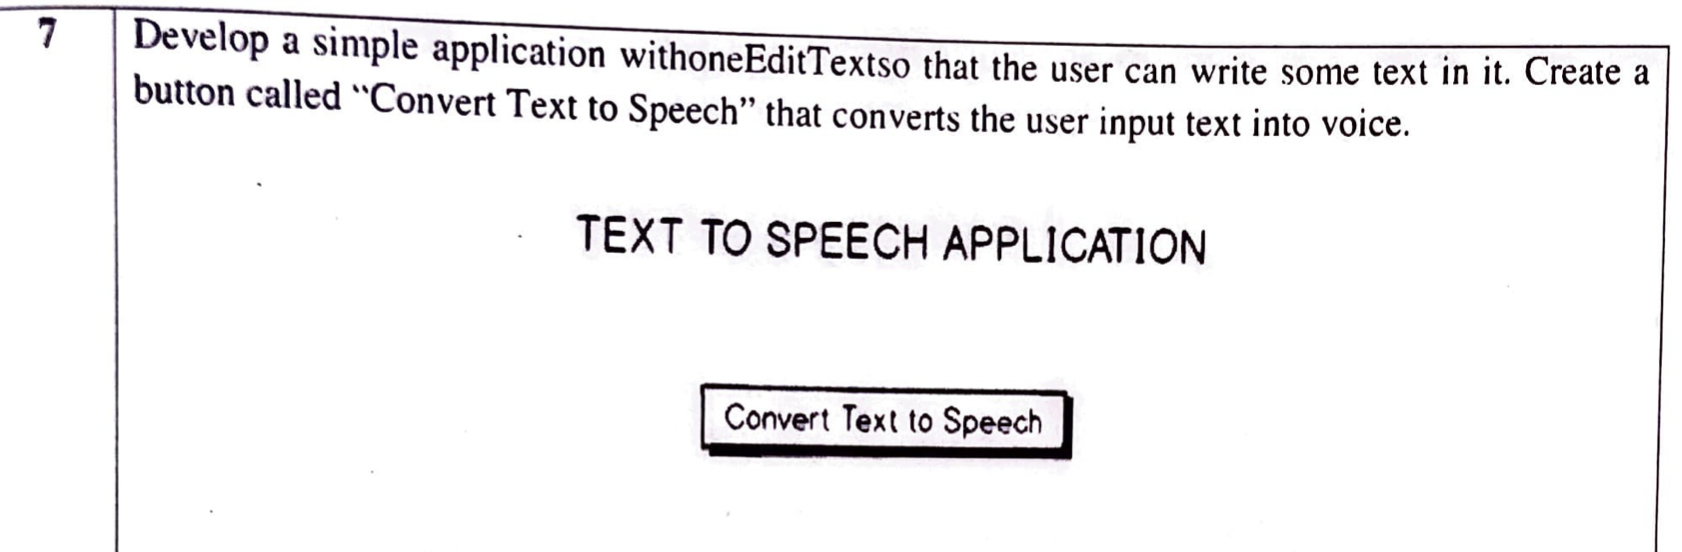 7
Develop a simple application withoneEditTextso that the user can write some text in it. Create a
button called “Convert Text to Speech” that converts the user input text into voice.
TEXT TO SPEECH APPLICATION
Convert Text to Speech